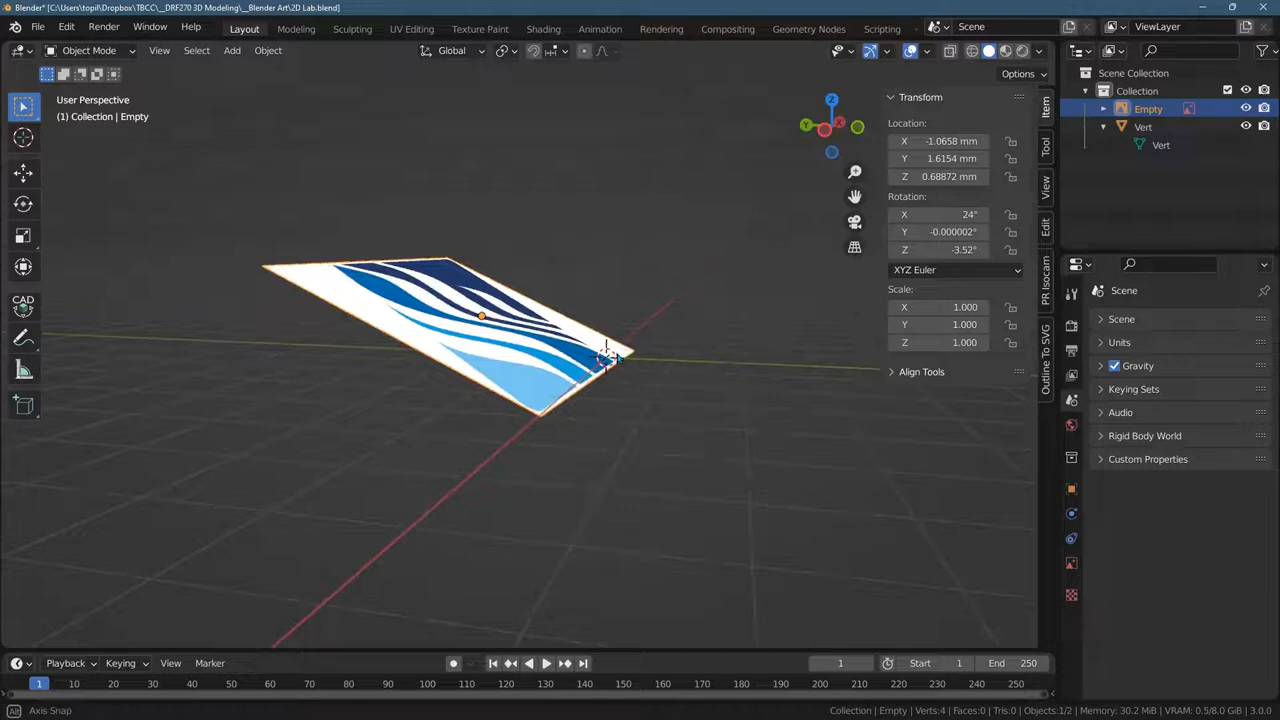 Blender* [C:\Users\topil\Dropbox\TBCC\__DRF270 3D Modeling\__Blender Art\2D Lab.blend]
File Edit Render Window Help Layout Modeling Sculpting UV Editing Texture Paint Shading Animation Rendering Compositing Geometry Nodes Scripting Scene ViewLayer
Object Mode View Select Add Object Global
Options
User Perspective
(1) Collection | Empty
Z
Y
X
Transform
Location:
X -1.0658 mm
Y 1.6154 mm
Z 0.68872 mm
Rotation:
X 24°
Y -0.000002°
Z -3.52°
XYZ Euler
Scale:
X 1.000
Y 1.000
Z 1.000
Align Tools
Item
Tool
View
Edit
PR Isocam
Outline To SVG
CAD
Scene Collection
Collection
Empty
Vert
Vert
Scene
Scene
Units
Gravity
Keying Sets
Audio
Rigid Body World
Custom Properties
Playback Keying View Marker 1 Start 1 End 250
1 10 20 30 40 50 60 70 80 90 100 110 120 130 140 150 160 170 180 190 200 210 220 230 240 250
Alt Axis Snap Collection | Empty | Verts:4 | Faces:0 | Tris:0 | Objects:1/2 | Memory: 30.2 MiB | VRAM: 0.5/8.0 GiB | 3.0.0